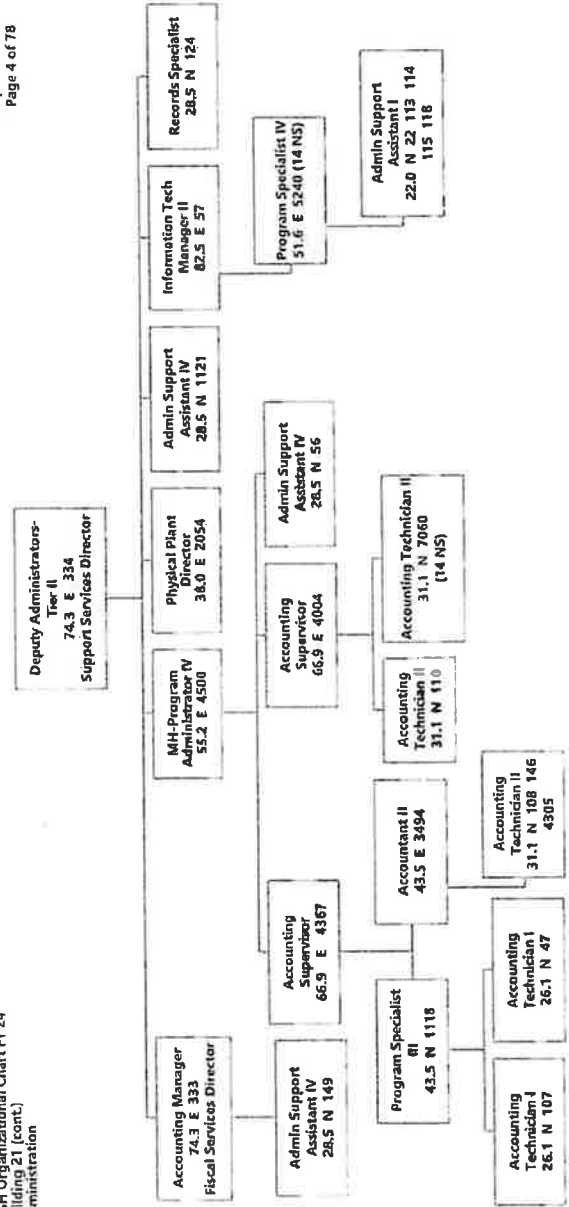 Page 4 of 78
Organizational Chart FY 24
21 (cont.)
Deputy Administrators-
Tier II
74.3 E 334
Support Services Director
Accounting Manager
74.3 E 333
Fiscal Services Director
MH-Program
Administrator IV
55.2 E 4500
Physical Plant
Director
38.0 E 2054
Admin Support
Assistant IV
28.5 N 1121
Information Tech
Manager II
82.5 E 57
Records Specialist
28.5 N 124
Admin Support
Assistant IV
28.5 N 149
Accounting
Supervisor
66.9 E 4367
Accounting
Supervisor
66.9 E 4004
Admin Support
Assistant IV
28.5 N 56
Program Specialist IV
51.6 E 5240 (14 NS)
Program Specialist
III
43.5 N 1118
Accountant II
43.5 E 3494
Accounting
Technician II
31.1 N 110
Accounting Technician II
31.1 N 7060
(14 NS)
Admin Support
Assistant I
22.0 N 22 113 114
115 118
Accounting
Technician I
26.1 N 107
Accounting
Technician I
26.1 N 47
Accounting
Technician II
31.1 N 108 146
4305